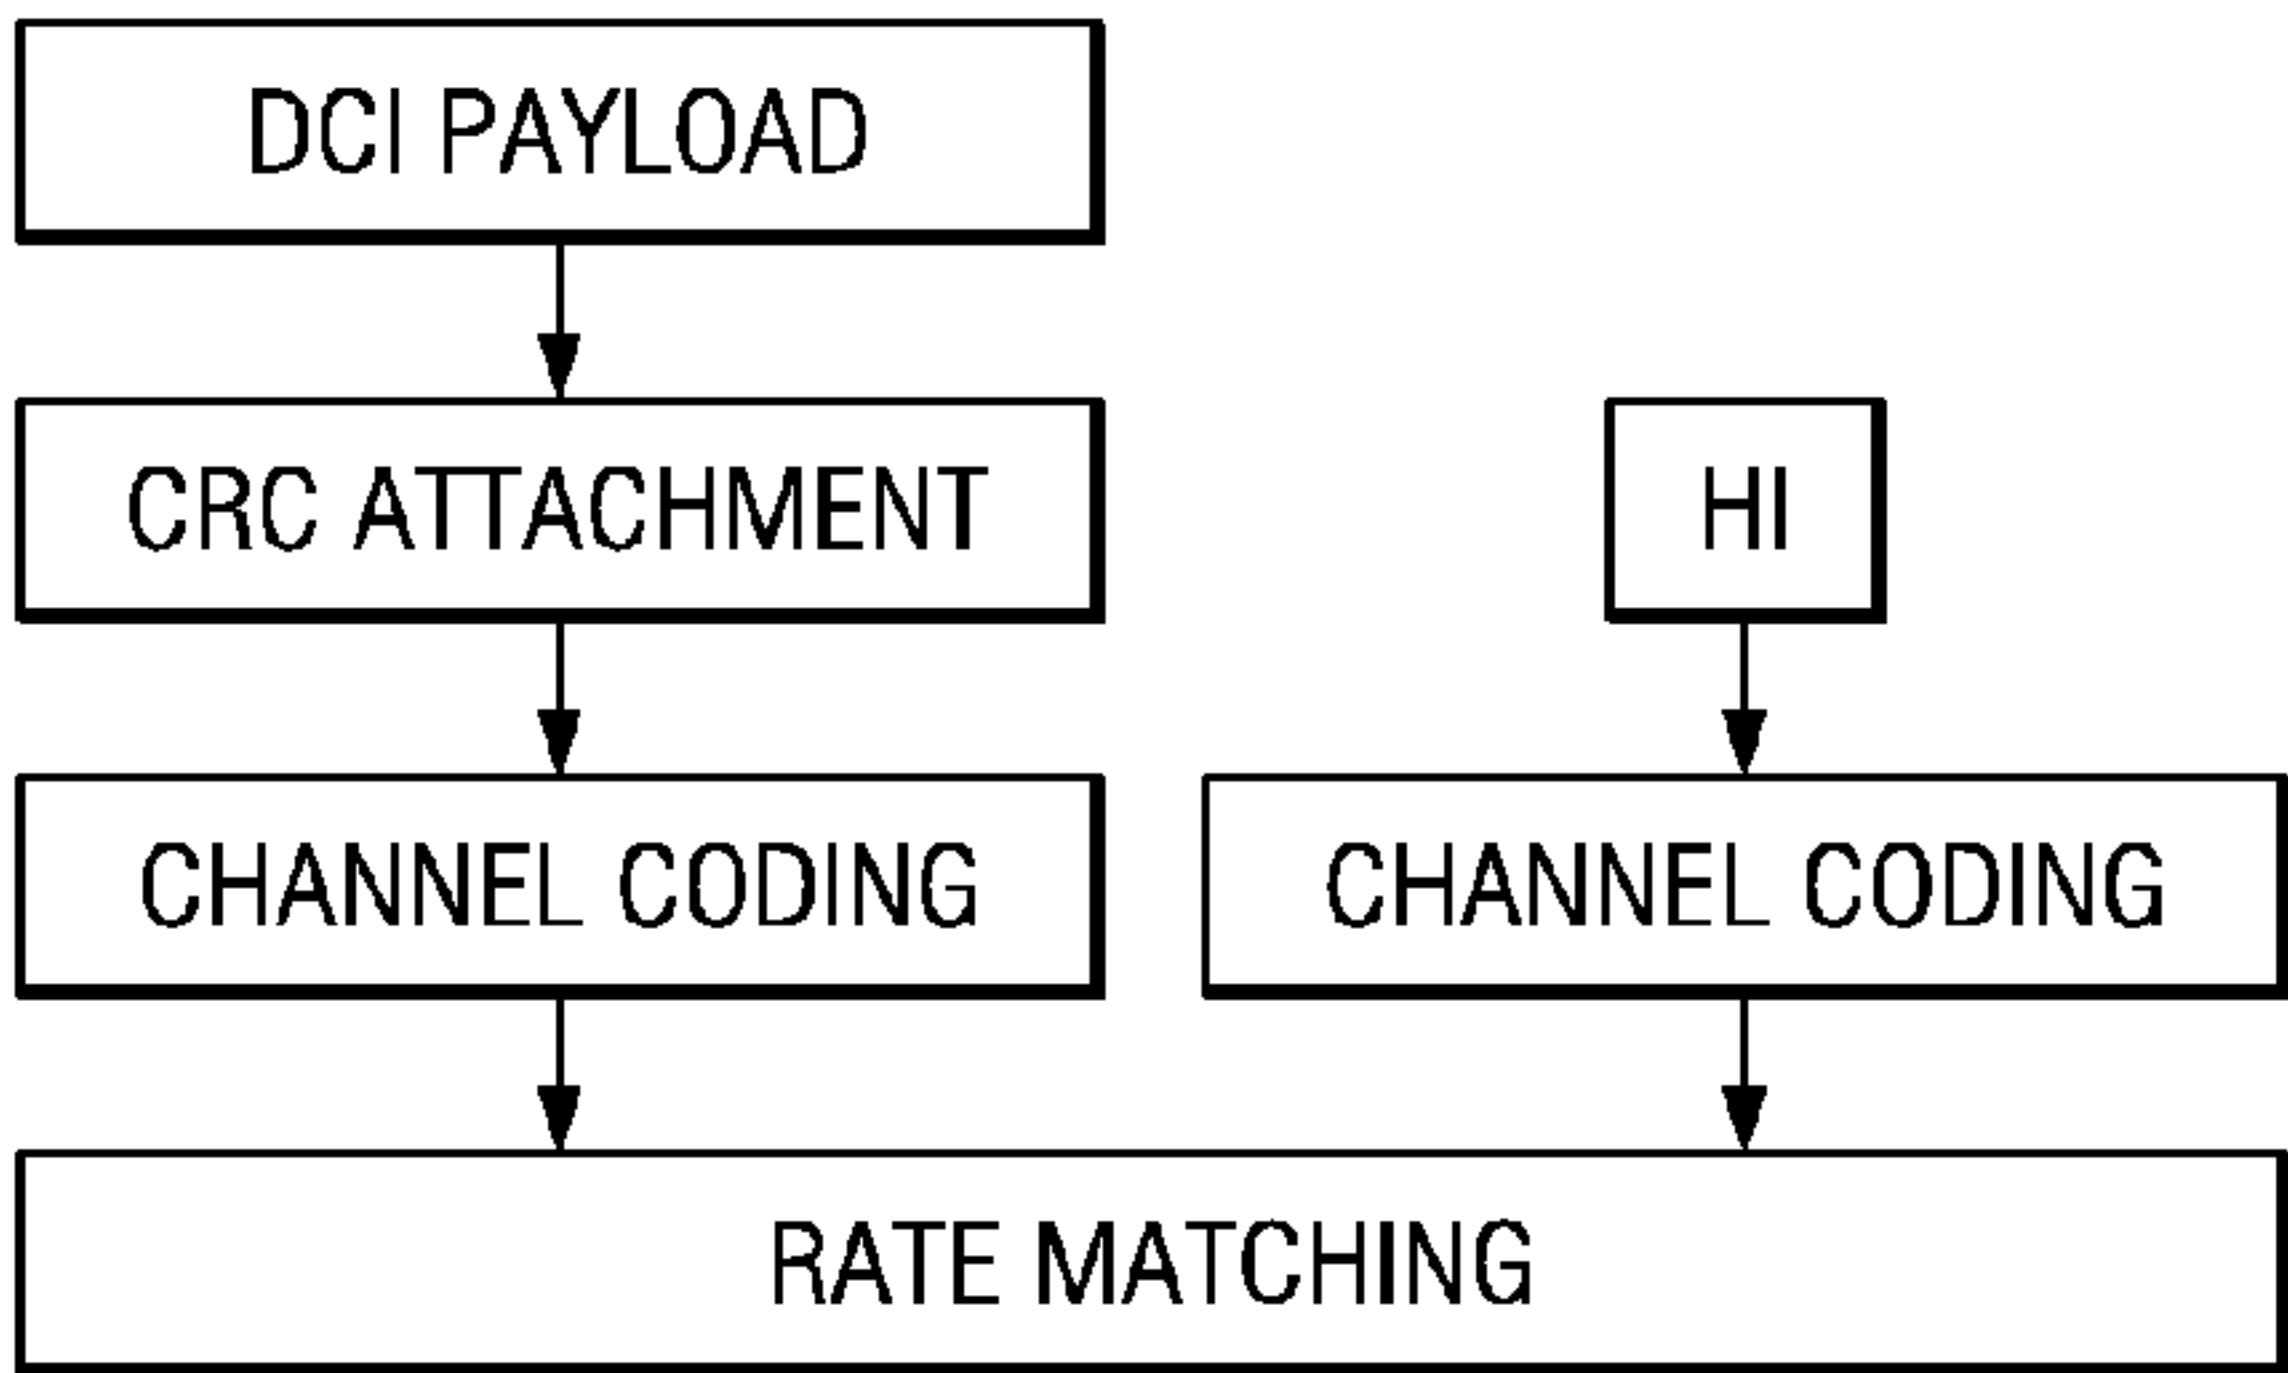 DCI PAYLOAD
CRC ATTACHMENT
HI
CHANNEL CODING
CHANNEL CODING
RATE MATCHING